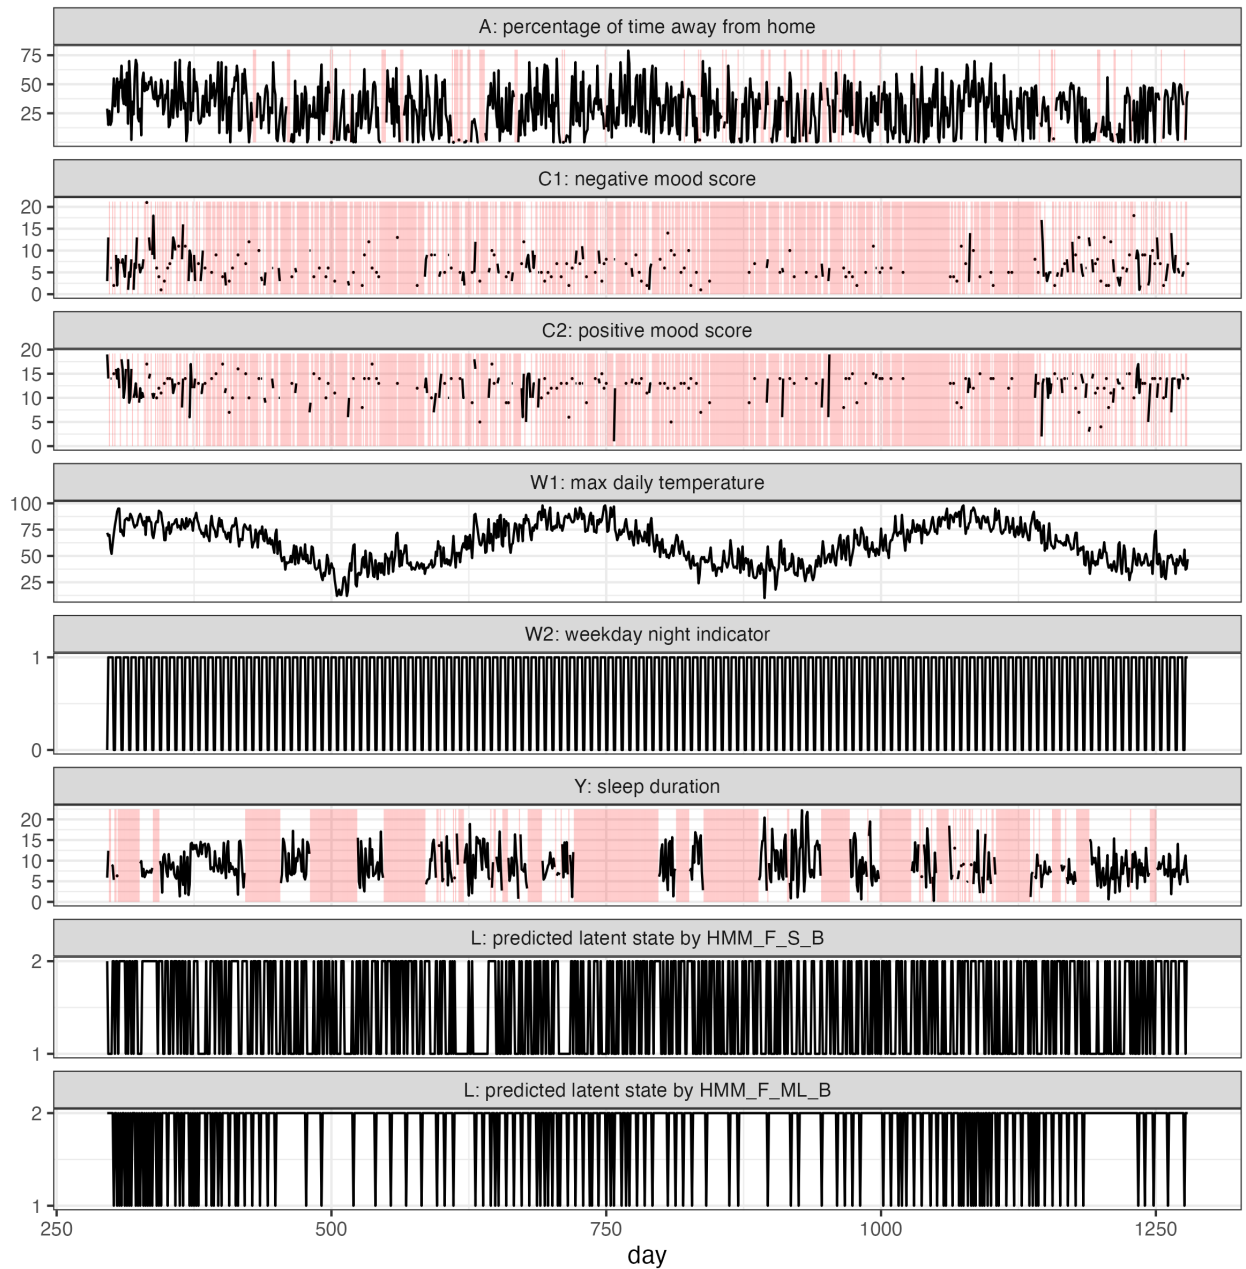 A: percentage of time away from home
75
50
25
C1: negative mood score
20
15
10
5
0
C2: positive mood score
20
15
10
5
0
W1: max daily temperature
100
75
50
25
W2: weekday night indicator
1
0
Y: sleep duration
20
15
10
5
0
L: predicted latent state by HMM_F_S_B
2
1
L: predicted latent state by HMM_F_ML_B
2
1
250 500 750 1000 1250
day